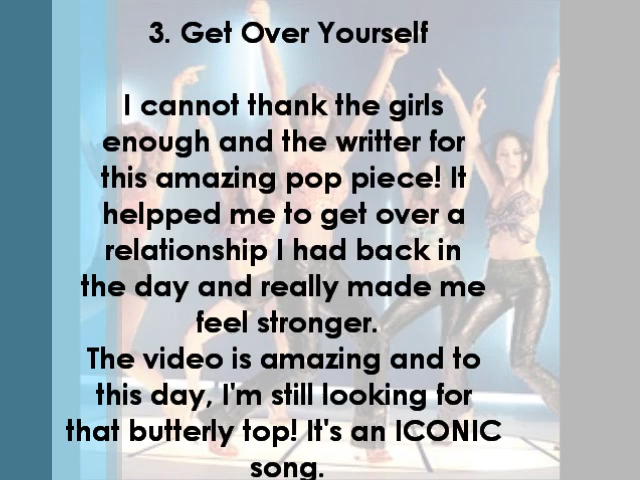 3. Get Over Yourself
I cannot thank the girls
enough and the writter for
this amazing pop piece! It
helpped me to get over a
relationship I had back in
the day and really made me
feel stronger.
The video is amazing and to
this day, I'm still looking for
that butterly top! It's an ICONIC
song.